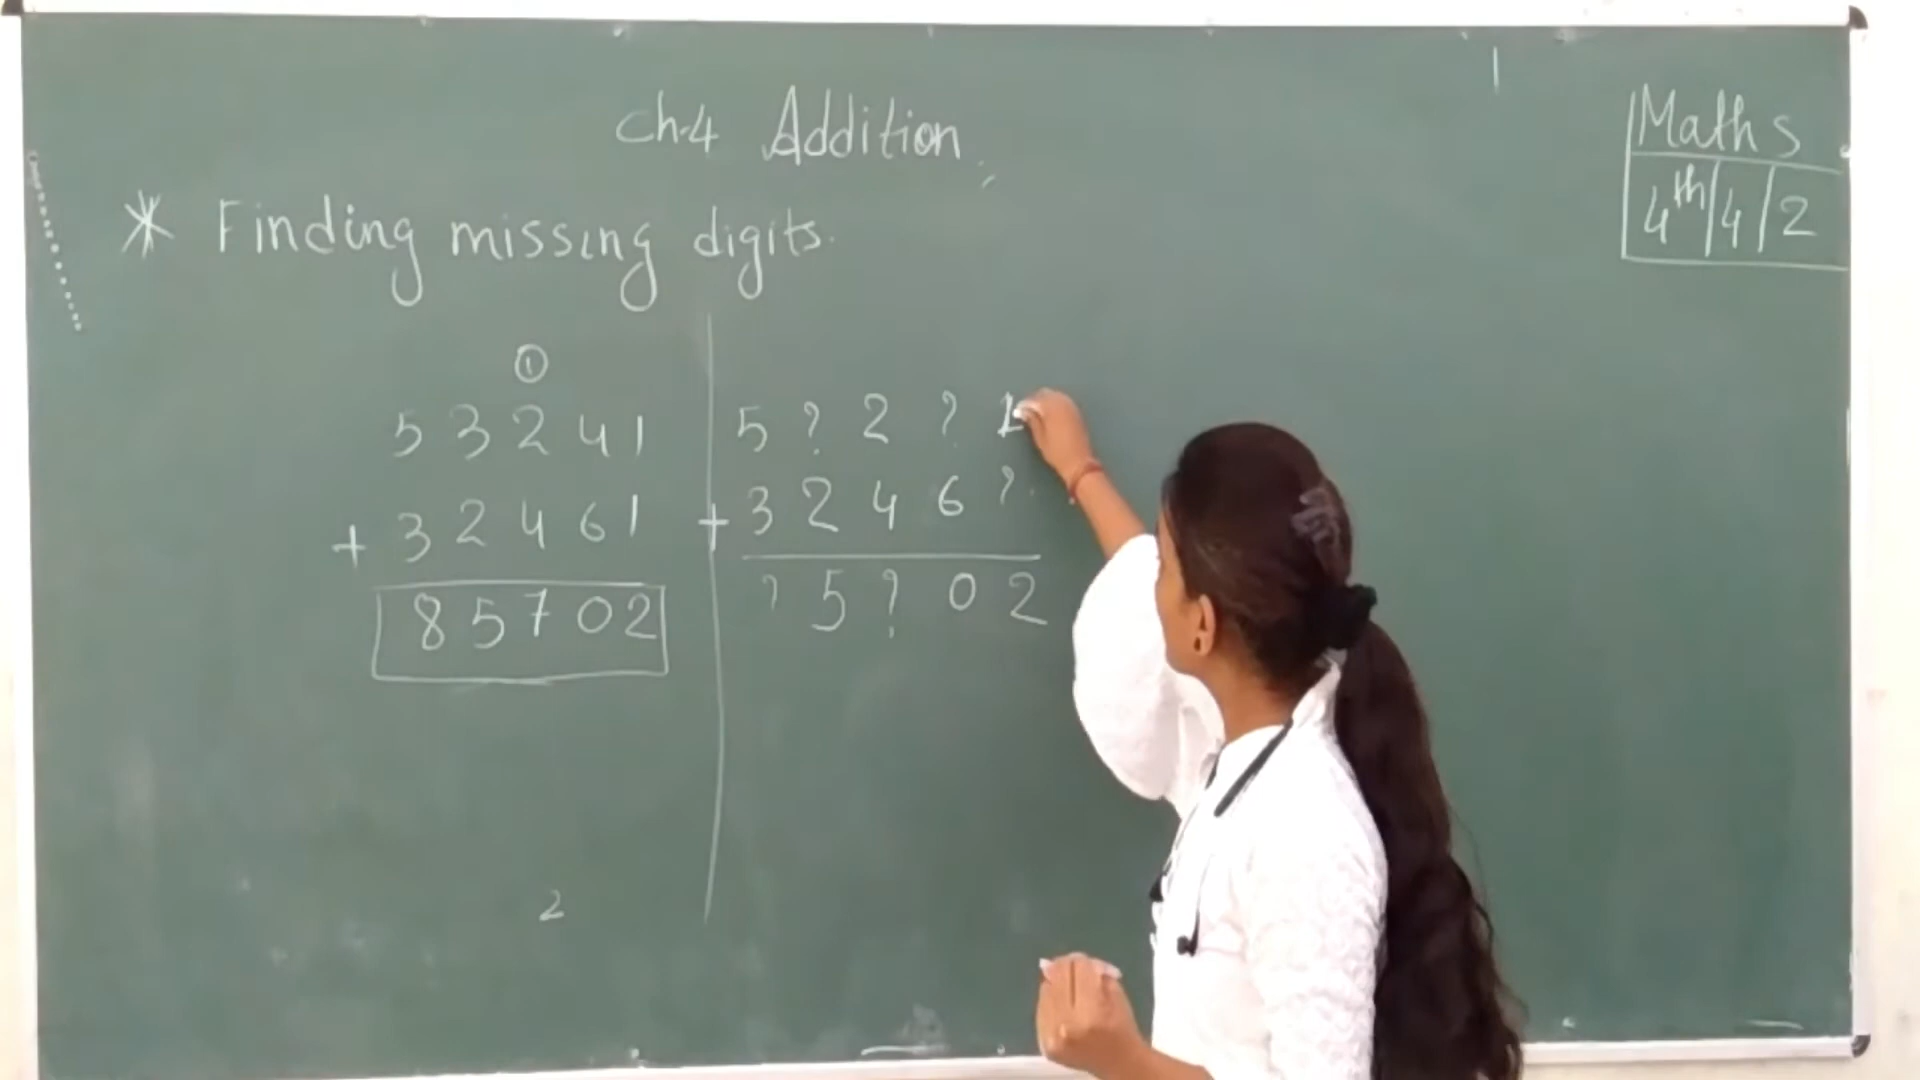 Ch-4 Addition
Maths
4th/4/2
* Finding missing digits.
1
5 3 2 4 1
+ 3 2 4 6 1
8 5 7 0 2
5 ? 2 ? 1
+ 3 2 4 6 ?
? 5 ? 0 2
2